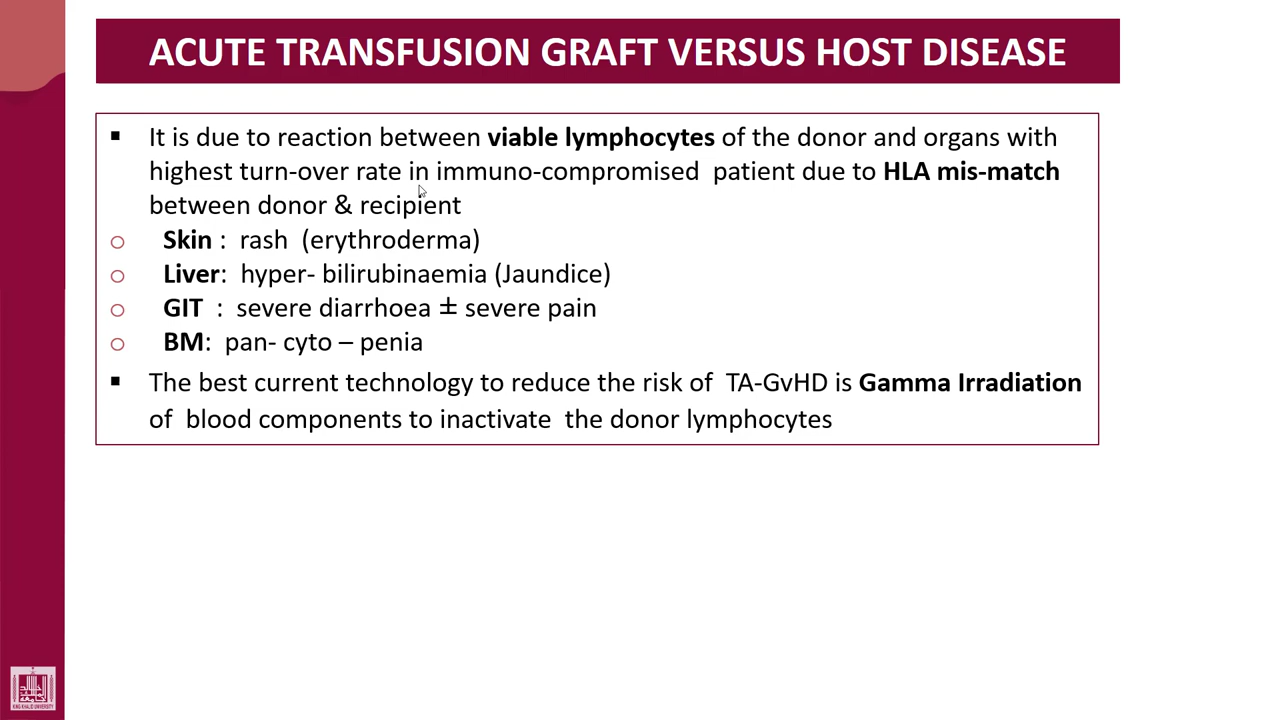 ACUTE TRANSFUSION GRAFT VERSUS HOST DISEASE
▪ It is due to reaction between viable lymphocytes of the donor and organs with
highest turn-over rate in immuno-compromised patient due to HLA mis-match
between donor & recipient
o Skin : rash (erythroderma)
o Liver: hyper- bilirubinaemia (Jaundice)
o GIT : severe diarrhoea ± severe pain
o BM: pan- cyto – penia
▪ The best current technology to reduce the risk of TA-GvHD is Gamma Irradiation
of blood components to inactivate the donor lymphocytes
KING KHALID UNIVERSITY